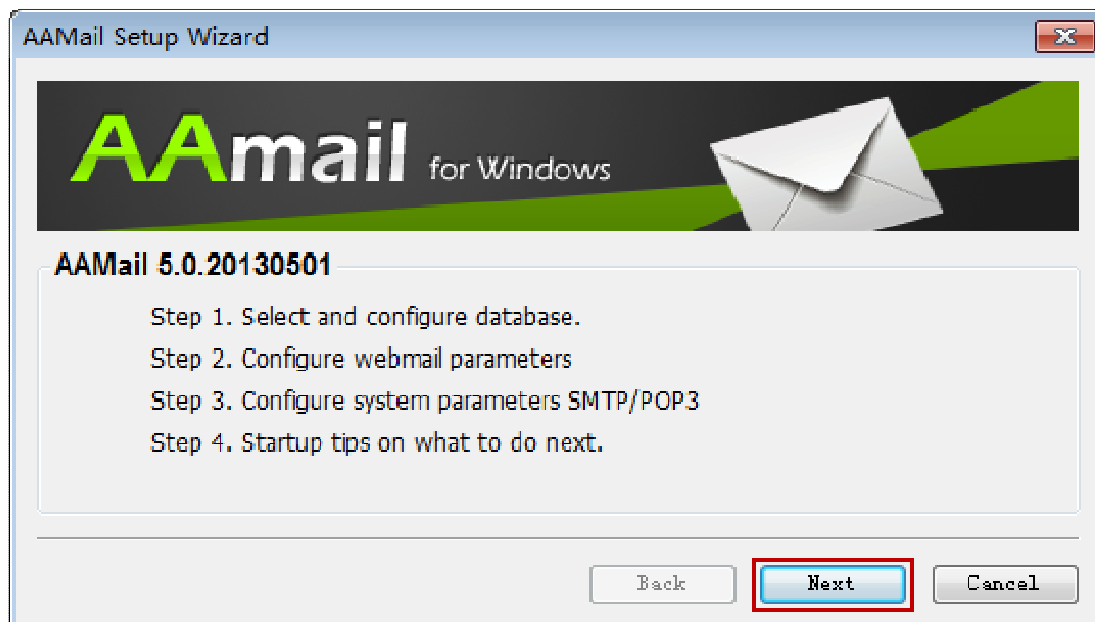 AAMail Setup Wizard
AAmail for Windows
AAMail 5.0.20130501
Step 1. Select and configure database.
Step 2. Configure webmail parameters
Step 3. Configure system parameters SMTP/POP3
Step 4. Startup tips on what to do next.
Back Next Cancel